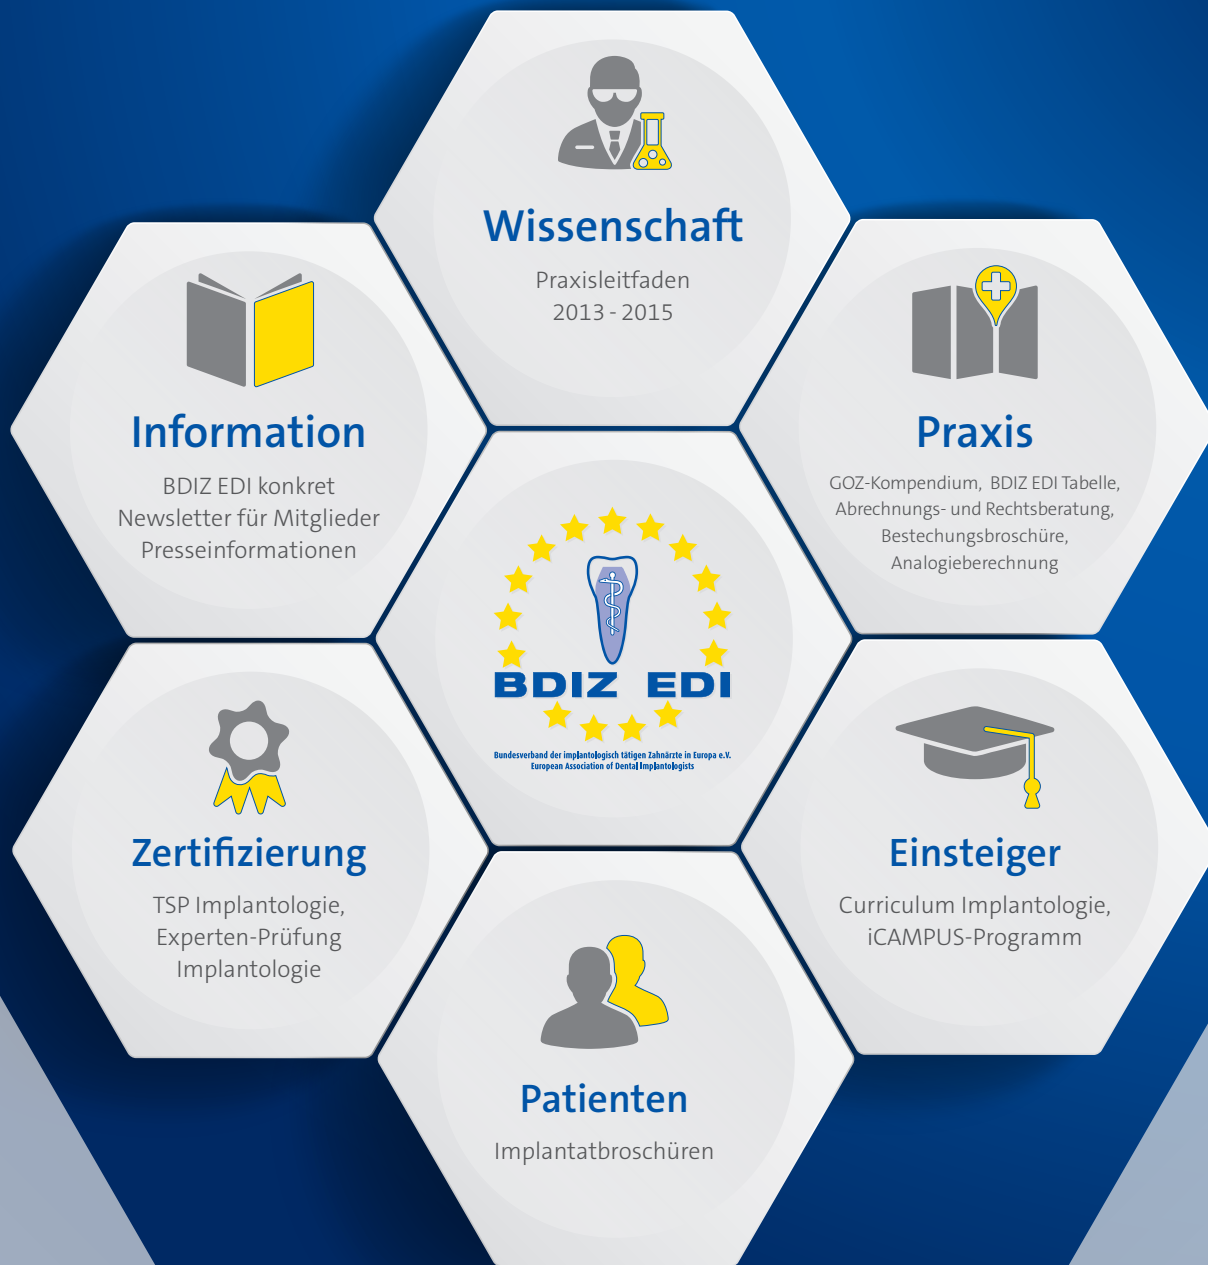 Wissenschaft
Praxisleitfaden
2013 - 2015
Information
BDIZ EDI konkret
Newsletter für Mitglieder
Presseinformationen
Praxis
GOZ-Kompendium, BDIZ EDI Tabelle,
Abrechnungs- und Rechtsberatung,
Bestechungsbroschüre,
Analogieberechnung
BDIZ EDI
Bundesverband der implantologisch tätigen Zahnärzte in Europa e.V.
European Association of Dental Implantologists
Zertifizierung
TSP Implantologie,
Experten-Prüfung
Implantologie
Einsteiger
Curriculum Implantologie,
iCAMPUS-Programm
Patienten
Implantatbroschüren